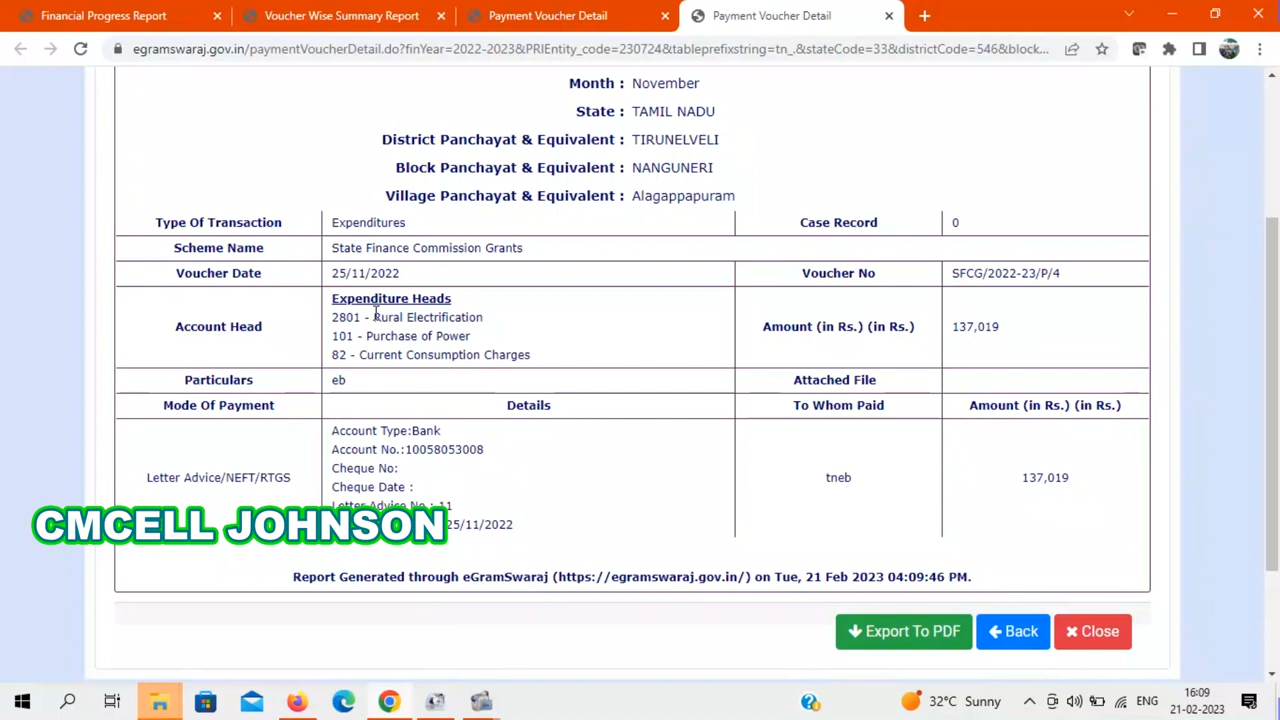 Financial Progress Report
Voucher Wise Summary Report
Payment Voucher Detail
Payment Voucher Detail
egramswaraj.gov.in/paymentVoucherDetail.do?finYear=2022-2023&PRIEntity_code=230724&tableprefixstring=tn_.&stateCode=33&districtCode=546&block...
Month : November
State : TAMIL NADU
District Panchayat & Equivalent : TIRUNELVELI
Block Panchayat & Equivalent : NANGUNERI
Village Panchayat & Equivalent : Alagappapuram
Type Of Transaction Expenditures Case Record 0
Scheme Name State Finance Commission Grants
Voucher Date 25/11/2022 Voucher No SFCG/2022-23/P/4
Expenditure Heads
2801 - Rural Electrification
Account Head 101 - Purchase of Power Amount (in Rs.) (in Rs.) 137,019
82 - Current Consumption Charges
Particulars eb Attached File
Mode Of Payment Details To Whom Paid Amount (in Rs.) (in Rs.)
Account Type:Bank
Account No.:10058053008
Cheque No:
Letter Advice/NEFT/RTGS tneb 137,019
Cheque Date :
Letter Advice No.: 11
25/11/2022
CMCELL JOHNSON
Report Generated through eGramSwaraj (https://egramswaraj.gov.in/) on Tue, 21 Feb 2023 04:09:46 PM.
Export To PDF Back Close
32°C Sunny ENG 16:09
21-02-2023